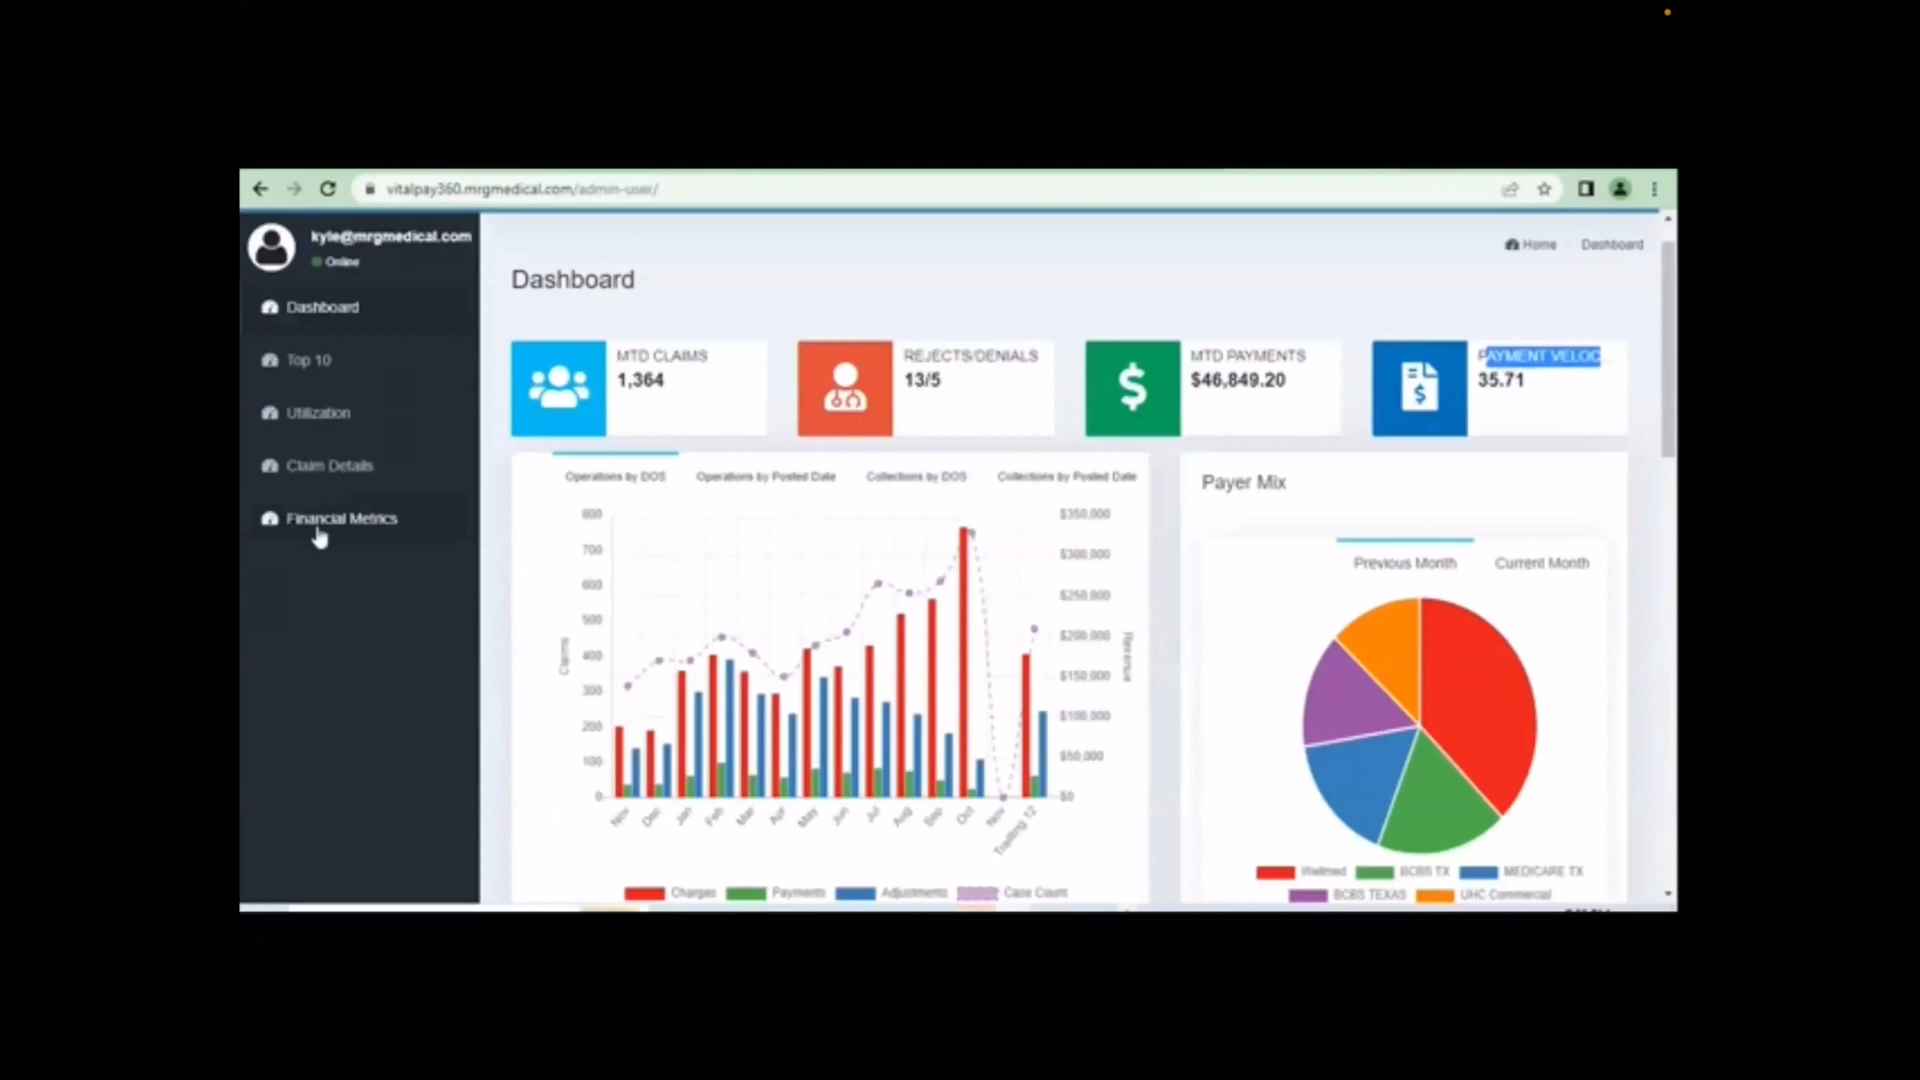 vitalpay360.mrgmedical.com/admin-user/
kyle@mrgmedical.com
Online
Dashboard
Top 10
Utilization
Claim Details
Financial Metrics
Home
Dashboard
Dashboard
MTD CLAIMS
1,364
REJECTS/DENIALS
13/5
MTD PAYMENTS
$46,849.20
PAYMENT VELOC...
35.71
Operations by DOS
Operations by Posted Date
Collections by DOS
Collections by Posted Date
800
700
600
500
400
300
200
100
0
Claims
$350,000
$300,000
$250,000
$200,000
$150,000
$100,000
$50,000
$0
Revenue
Nov
Dec
Jan
Feb
Mar
Apr
May
Jun
Jul
Aug
Sep
Oct
Nov
Trailing 12
Charges
Payments
Adjustments
Case Count
Payer Mix
Previous Month
Current Month
Wellmed
BCBS TX
MEDICARE TX
BCBS TEXAS
UHC Commercial